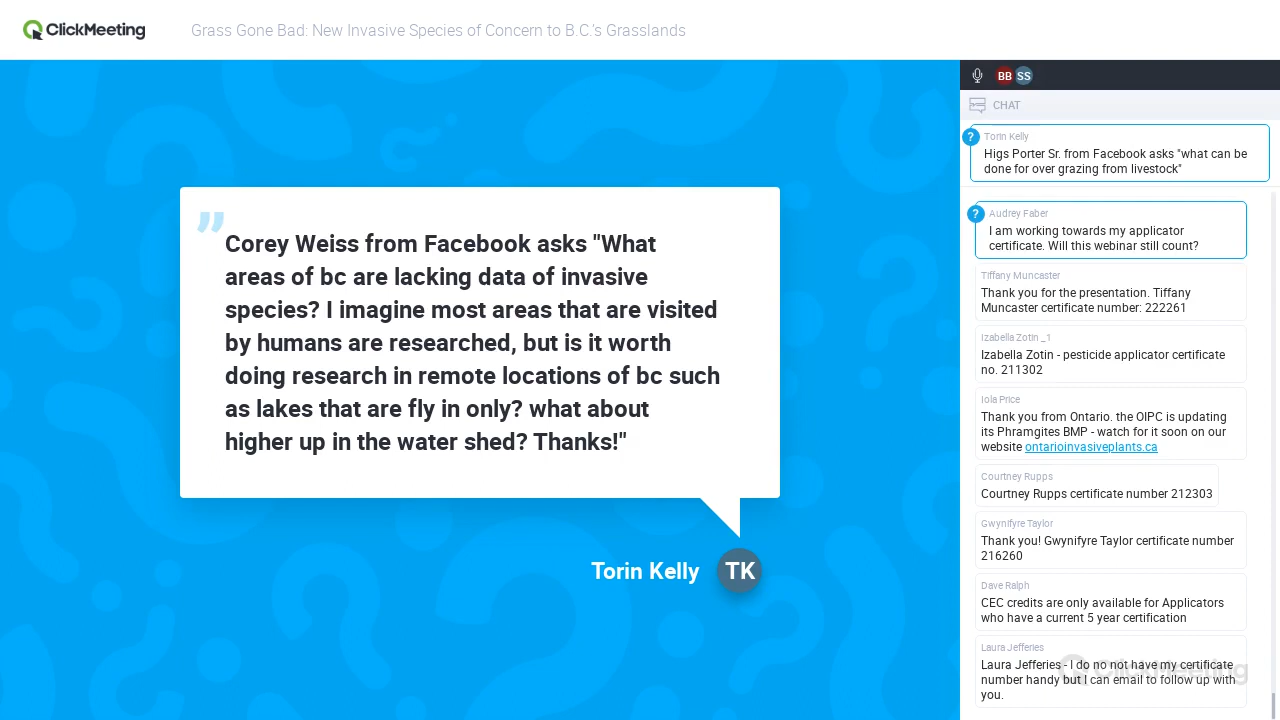 ClickMeeting
Grass Gone Bad: New Invasive Species of Concern to B.C.'s Grasslands
BB SS
CHAT
?
Torin Kelly
Higs Porter Sr. from Facebook asks "what can be
done for over grazing from livestock"
"
Corey Weiss from Facebook asks "What
areas of bc are lacking data of invasive
species? I imagine most areas that are visited
by humans are researched, but is it worth
doing research in remote locations of bc such
as lakes that are fly in only? what about
higher up in the water shed? Thanks!"
Torin Kelly
TK
?
Audrey Faber
I am working towards my applicator
certificate. Will this webinar still count?
Tiffany Muncaster
Thank you for the presentation. Tiffany
Muncaster certificate number: 222261
Izabella Zotin _1
Izabella Zotin - pesticide applicator certificate
no. 211302
Iola Price
Thank you from Ontario. the OIPC is updating
its Phramgites BMP - watch for it soon on our
website ontarioinvasiveplants.ca
Courtney Rupps
Courtney Rupps certificate number 212303
Gwynifyre Taylor
Thank you! Gwynifyre Taylor certificate number
216260
Dave Ralph
CEC credits are only available for Applicators
who have a current 5 year certification
Laura Jefferies
Laura Jefferies - I do not not have my certificate
number handy but I can email to follow up with
you.
ClickMeeting